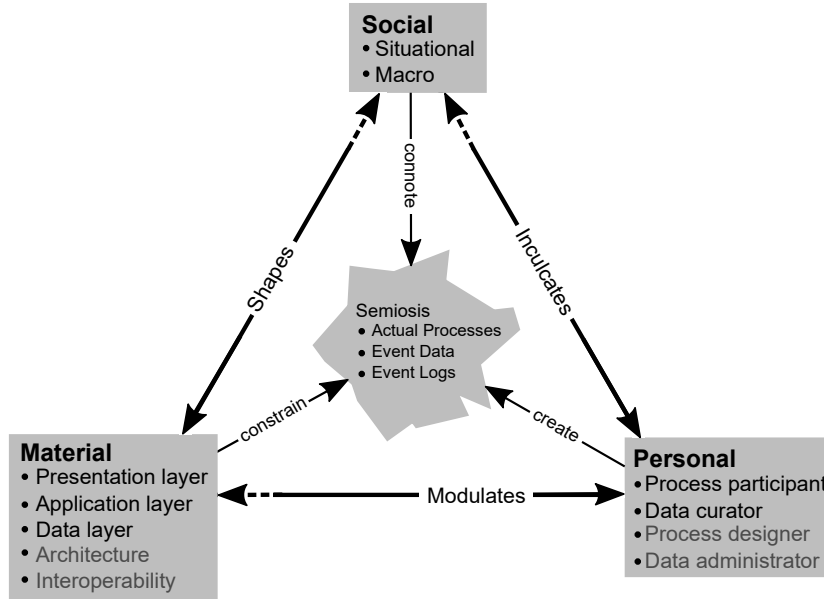 Social
• Situational
• Macro
connote
Shapes
Inculcates
Semiosis
• Actual Processes
• Event Data
• Event Logs
constrain
create
Material
• Presentation layer
• Application layer
• Data layer
• Architecture
• Interoperability
Modulates
Personal
• Process participant
• Data curator
• Process designer
• Data administrator